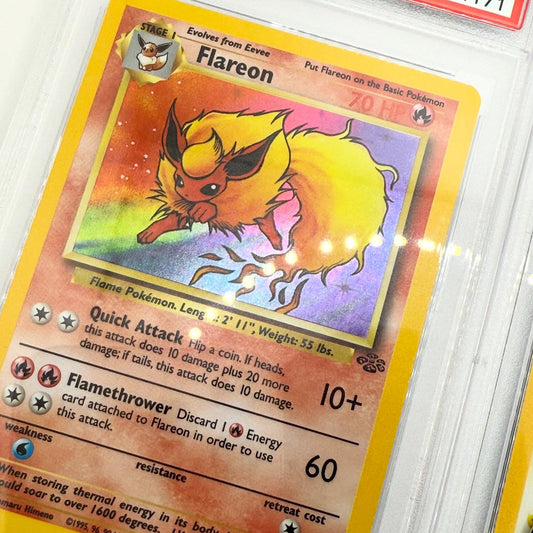 STAGE 1
Evolves from Eevee
Flareon
Put Flareon on the Basic Pokémon
70 HP
Flame Pokémon. Length: 2' 11", Weight: 55 lbs.
Quick Attack Flip a coin. If heads,
this attack does 10 damage plus 20 more
damage; if tails, this attack does 10 damage.
10+
Flamethrower Discard 1 Energy
card attached to Flareon in order to use
this attack.
60
weakness
resistance
retreat cost
When storing thermal energy in its body, i
could soar to over 1600 degrees.
Himeno
©1995, 96, 98